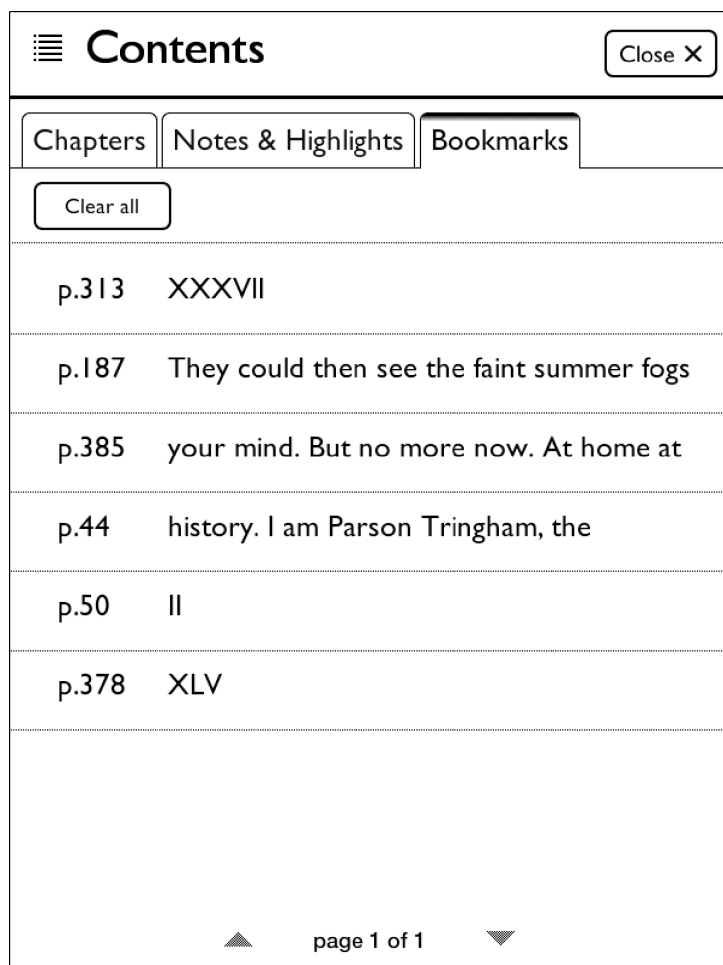 Contents
Close X
Chapters Notes & Highlights Bookmarks
Clear all
p.313 XXXVII
p.187 They could then see the faint summer fogs
p.385 your mind. But no more now. At home at
p.44 history. I am Parson Tringham, the
p.50 II
p.378 XLV
page 1 of 1